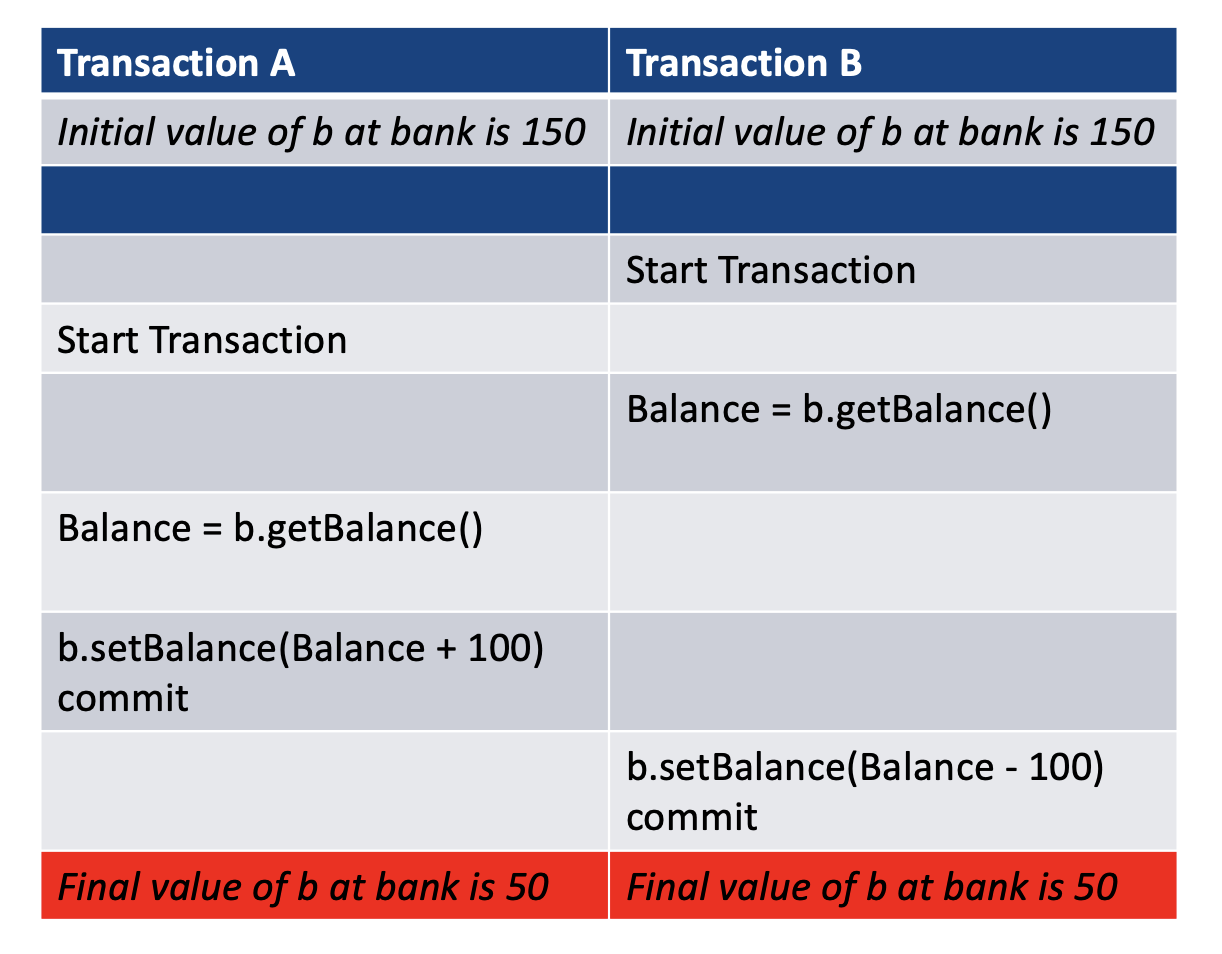 Transaction A
Transaction B
Initial value of b at bank is 150
Initial value of b at bank is 150
Start Transaction
Start Transaction
Balance = b.getBalance()
Balance = b.getBalance()
b.setBalance(Balance + 100)
commit
b.setBalance(Balance - 100)
commit
Final value of b at bank is 50
Final value of b at bank is 50